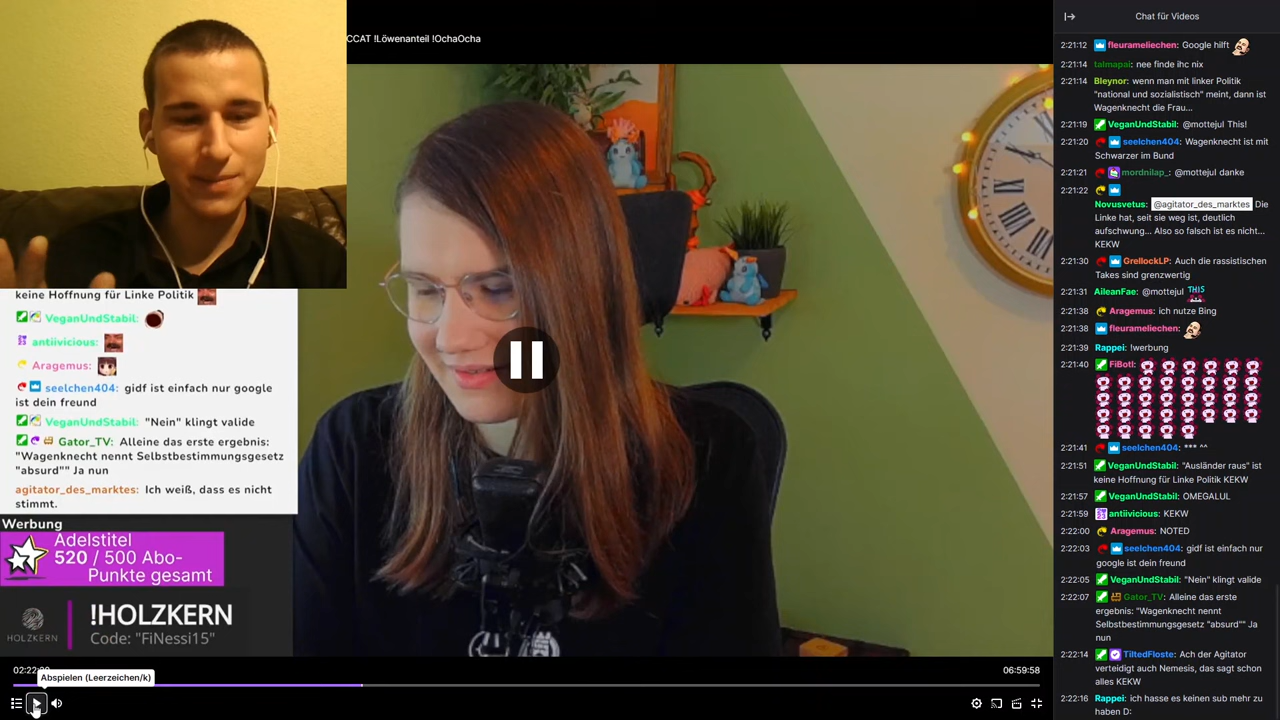 CCAT !Löwenanteil !OchaOcha
keine Hoffnung für Linke Politik
VeganUndStabil:
antiivicious:
Aragemus:
seelchen404: gidf ist einfach nur google
ist dein freund
VeganUndStabil: "Nein" klingt valide
Gator_TV: Alleine das erste ergebnis:
"Wagenknecht nennt Selbstbestimmungsgesetz
"absurd"" Ja nun
agitator_des_marktes: Ich weiß, dass es nicht
stimmt.
Werbung
Adelstitel
520 / 500 Abo-
Punkte gesamt
HOLZKERN
!HOLZKERN
Code: "FiNessi15"
Abspielen (Leerzeichen/k)
06:59:58
Chat für Videos
2:21:12 fleurameliechen: Google hilft
2:21:14 talmapai: nee finde ihc nix
2:21:14 Bleynor: wenn man mit linker Politik
"national und sozialistisch" meint, dann ist
Wagenknecht die Frau...
2:21:19 VeganUndStabil: @mottejul This!
2:21:20 seelchen404: Wagenknecht ist mit
Schwarzer im Bund
2:21:21 mordnilap_: @mottejul danke
2:21:22
Novusvetus: @agitator_des_marktes Die
Linke hat, seit sie weg ist, deutlich
aufschwung... Also so falsch ist es nicht...
KEKW
2:21:30 GrellockLP: Auch die rassistischen
Takes sind grenzwertig
2:21:31 AileanFae: @mottejul THIS
2:21:38 Aragemus: ich nutze Bing
2:21:38 fleurameliechen:
2:21:39 Rappei: !werbung
2:21:40 FiBotI:
2:21:41 seelchen404: *** ^^
2:21:51 VeganUndStabil: "Ausländer raus" ist
keine Hoffnung für Linke Politik KEKW
2:21:57 VeganUndStabil: OMEGALUL
2:21:59 antiivicious: KEKW
2:22:00 Aragemus: NOTED
2:22:03 seelchen404: gidf ist einfach nur
google ist dein freund
2:22:05 VeganUndStabil: "Nein" klingt valide
2:22:07 Gator_TV: Alleine das erste
ergebnis: "Wagenknecht nennt
Selbstbestimmungsgesetz "absurd"" Ja
nun
2:22:14 TiltedFloste: Ach der Agitator
verteidigt auch Nemesis, das sagt schon
alles KEKW
2:22:16 Rappei: ich hasse es keinen sub mehr zu
haben D: